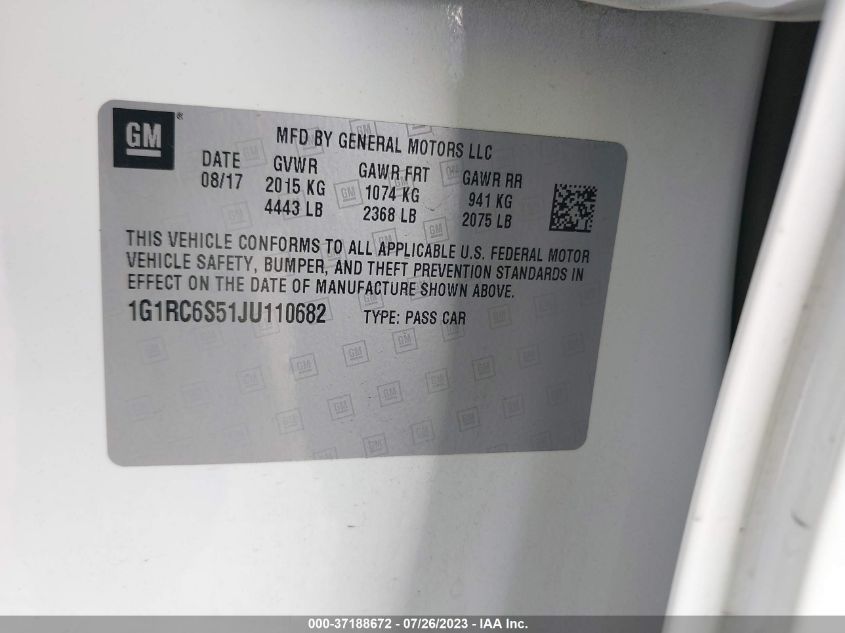 GM®
MFD BY GENERAL MOTORS LLC
DATE GVWR GAWR FRT GAWR RR
08/17 2015 KG 1074 KG 941 KG
4443 LB 2368 LB 2075 LB
THIS VEHICLE CONFORMS TO ALL APPLICABLE U.S. FEDERAL MOTOR
VEHICLE SAFETY, BUMPER, AND THEFT PREVENTION STANDARDS IN
EFFECT ON THE DATE OF MANUFACTURE SHOWN ABOVE.
1G1RC6S51JU110682 TYPE: PASS CAR
000-37188672 - 07/26/2023 - IAA Inc.